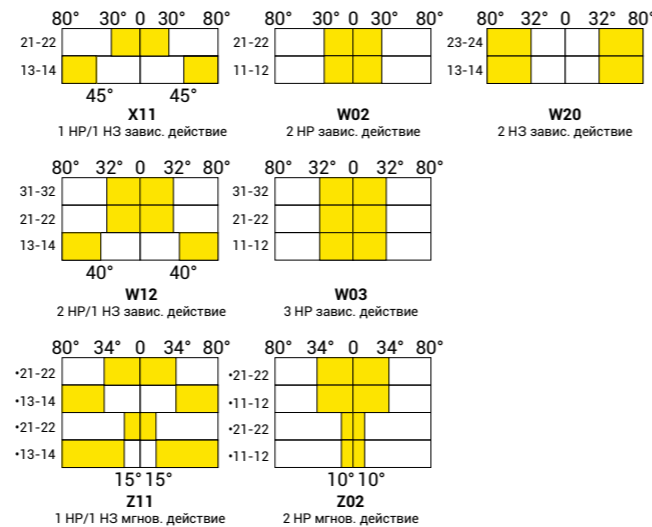 80° 30° 0 30° 80°
21-22
13-14
45° 45°
X11
1 НР/1 НЗ завис. действие
80° 30° 0 30° 80°
21-22
11-12
W02
2 НР завис. действие
80° 32° 0 32° 80°
23-24
13-14
W20
2 НЗ завис. действие
80° 32° 0 32° 80°
31-32
21-22
13-14
40° 40°
W12
2 НР/1 НЗ завис. действие
80° 32° 0 32° 80°
31-32
21-22
11-12
W03
3 НР завис. действие
80° 34° 0 34° 80°
•21-22
•13-14
•21-22
•13-14
15° 15°
Z11
1 НР/1 НЗ мгнов. действие
80° 34° 0 34° 80°
•21-22
•11-12
•21-22
•11-12
10° 10°
Z02
2 НР мгнов. действие